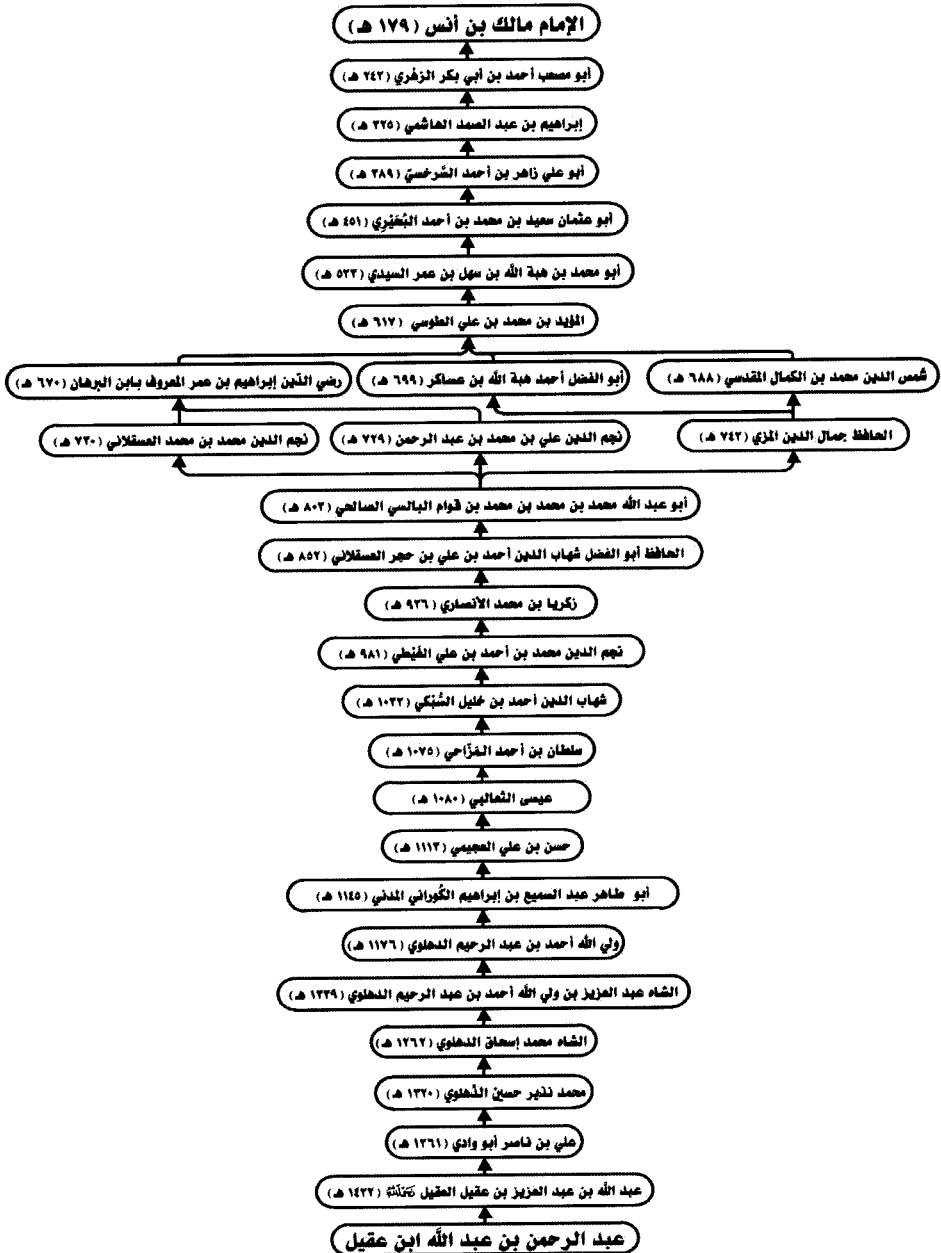 الإمام مالك بن أنس (١٧٩ هـ)
أبو مصعب أحمد بن أبي بكر الزهري (٢٤٢ هـ)
إبراهيم بن عبد الصمد الهاشمي (٣٢٥ هـ)
أبو علي زاهر بن أحمد السَّرخسيّ (٣٨٩ هـ)
أبو عثمان سعيد بن محمد بن أحمد البُحَيْرِي (٤٥١ هـ)
أبو محمد بن هبة الله بن سهل بن عمر السيدي (٥٣٣ هـ)
المؤيد بن محمد بن علي الطوسي (٦١٧ هـ)
شمس الدين محمد بن الكمال المقدسي (٦٨٨ هـ) أبو الفضل أحمد هبة الله بن عساكر (٦٩٩ هـ) رضي الدّين إبراهيم بن عمر المعروف بابن البرهان (٦٧٠ هـ)
الحافظ جمال الدين المزي (٧٤٢ هـ) نجم الدين علي بن محمد بن عبد الرحمن (٧٢٩ هـ) نجم الدين محمد بن محمد العسقلاني (٧٣٠ هـ)
أبو عبد الله محمد بن محمد بن محمد بن قوام البالسي الصالحي (٨٠٣ هـ)
الحافظ أبو الفضل شهاب الدين أحمد بن علي بن حجر العسقلاني (٨٥٢ هـ)
زكريا بن محمد الأنصاري (٩٢٦ هـ)
نجم الدين محمد بن أحمد بن علي الغَيْطي (٩٨١ هـ)
شهاب الدين أحمد بن خليل السُّبْكي (١٠٣٢ هـ)
سلطان بن أحمد المَزَّاحي (١٠٧٥ هـ)
عيسى الثعالبي (١٠٨٠ هـ)
حسن بن علي العجيمي (١١١٣ هـ)
أبو طاهر عبد السميع بن إبراهيم الكُوراني المدني (١١٤٥ هـ)
ولي الله أحمد بن عبد الرحيم الدهلوي (١١٧٦ هـ)
الشاه عبد العزيز بن ولي الله أحمد بن عبد الرحيم الدهلوي (١٢٣٩ هـ)
الشاه محمد إسحاق الدهلوي (١٢٦٢ هـ)
محمد نذير حسين الدَّهلوي (١٣٢٠ هـ)
علي بن ناصر أبو وادي (١٣٦١ هـ)
عبد الله بن عبد العزيز بن عقيل العقيل رَحِمَهُ ٱللَّهُ (١٤٣٢ هـ)
عبد الرحمن بن عبد الله ابن عقيل